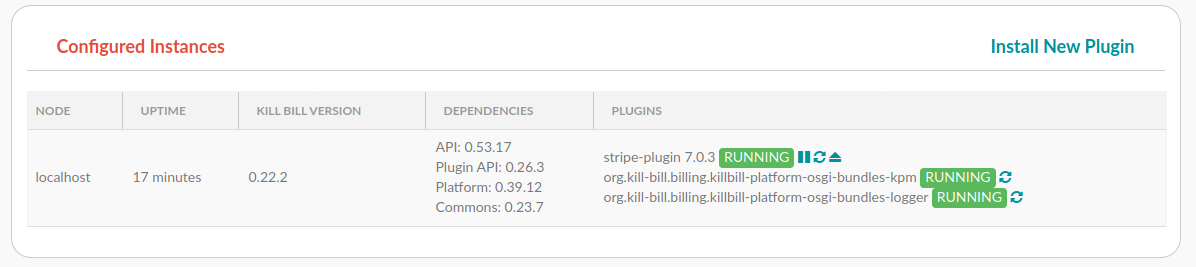 Configured Instances
Install New Plugin
NODE UPTIME KILL BILL VERSION DEPENDENCIES PLUGINS
localhost 17 minutes 0.22.2
API: 0.53.17
Plugin API: 0.26.3
Platform: 0.39.12
Commons: 0.23.7
stripe-plugin 7.0.3 RUNNING
org.kill-bill.billing.killbill-platform-osgi-bundles-kpm RUNNING
org.kill-bill.billing.killbill-platform-osgi-bundles-logger RUNNING